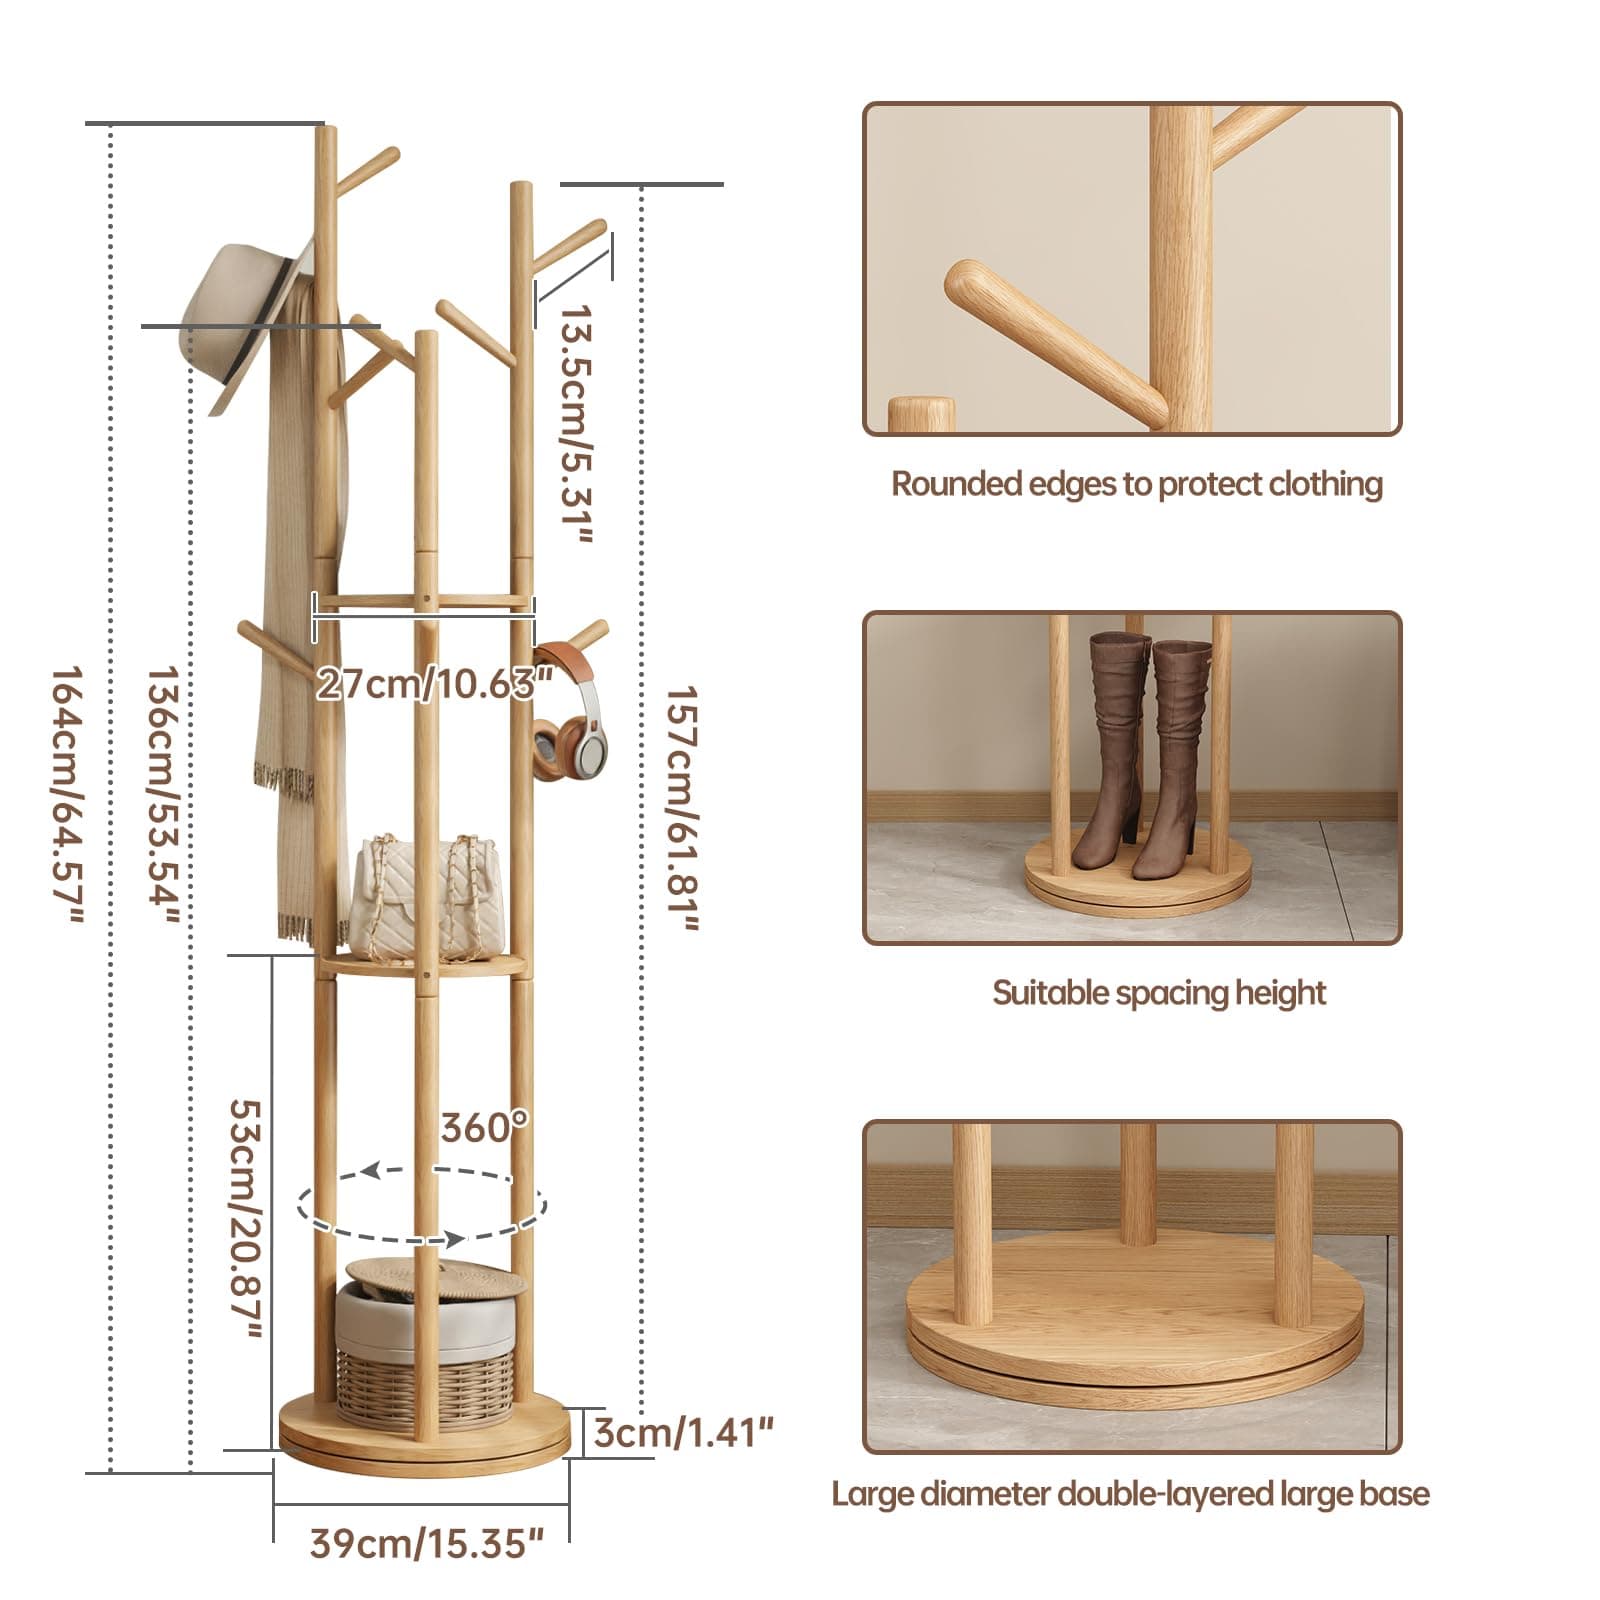 164cm/64.57"
136cm/53.54"
13.5cm/5.31"
27cm/10.63"
157cm/61.81"
53cm/20.87"
360°
3cm/1.41"
39cm/15.35"
Rounded edges to protect clothing
Suitable spacing height
Large diameter double-layered large base